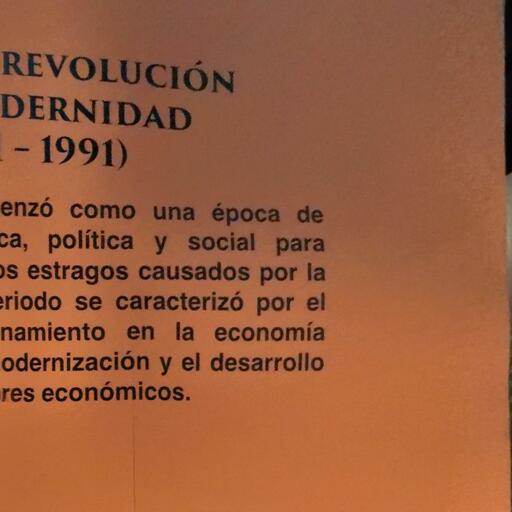 REVOLUCIÓN
DERNIDAD
– 1991)
enzó como una época de
ca, política y social para
os estragos causados por la
eriodo se caracterizó por el
namiento en la economía
odernización y el desarrollo
res económicos.